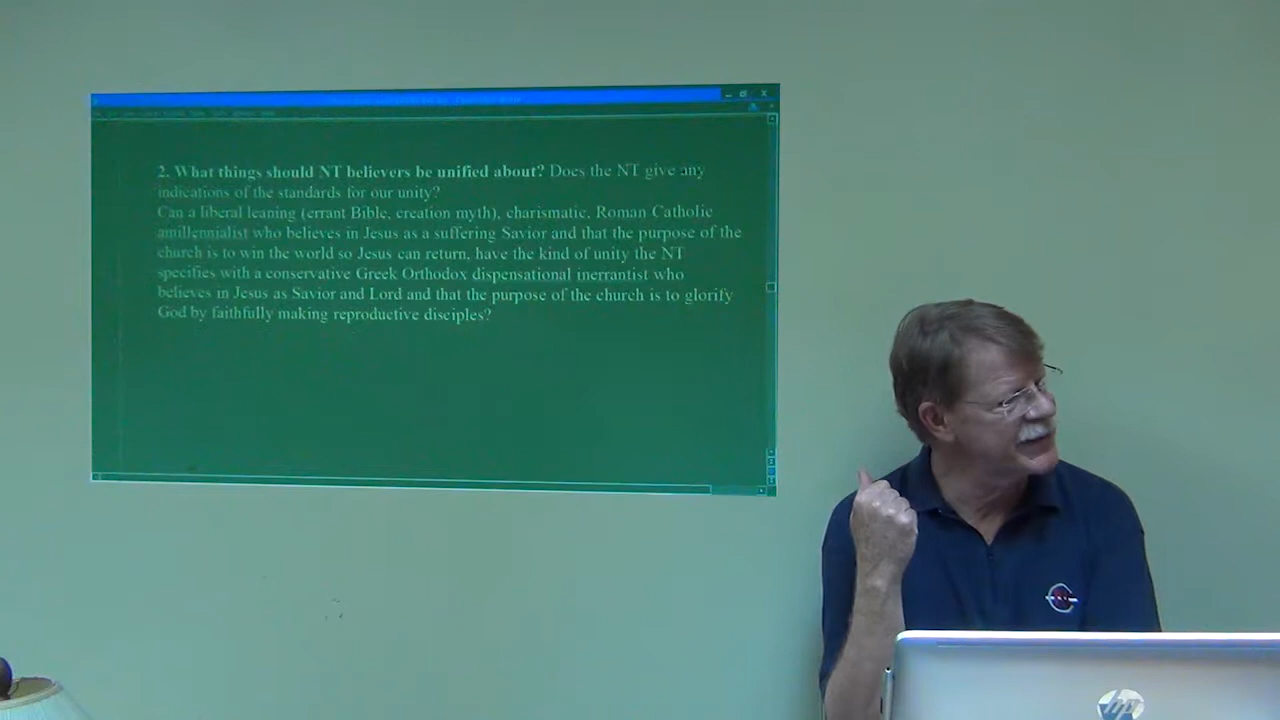 2. What things should NT believers be unified about? Does the NT give any
indications of the standards for our unity?
Can a liberal leaning (errant Bible, creation myth), charismatic, Roman Catholic
amillennialist who believes in Jesus as a suffering Savior and that the purpose of the
church is to win the world so Jesus can return, have the kind of unity the NT
specifies with a conservative Greek Orthodox dispensational inerrantist who
believes in Jesus as Savior and Lord and that the purpose of the church is to glorify
God by faithfully making reproductive disciples?
hp